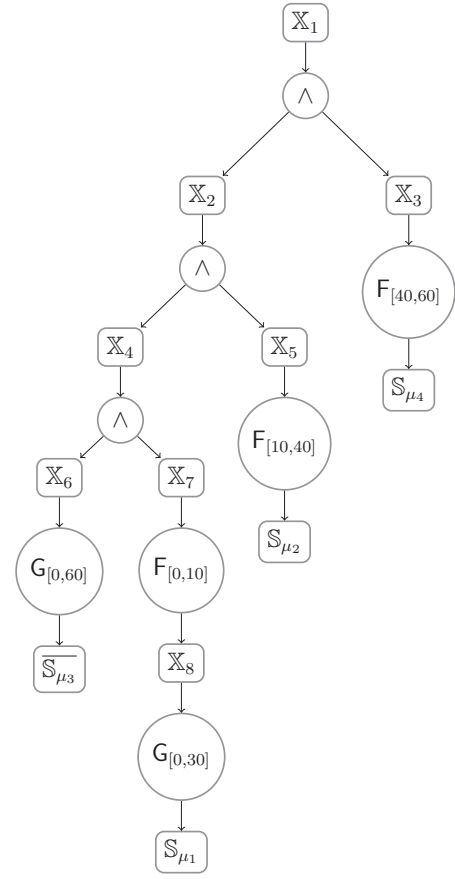 𝕏₁
∧
𝕏₂ 𝕏₃
∧ F[40,60]
𝕏₄ 𝕏₅ 𝕊μ₄
∧ F[10,40]
𝕏₆ 𝕏₇
𝕊μ₂
G[0,60] F[0,10]
𝕊μ₃̅ 𝕏₈
G[0,30]
𝕊μ₁